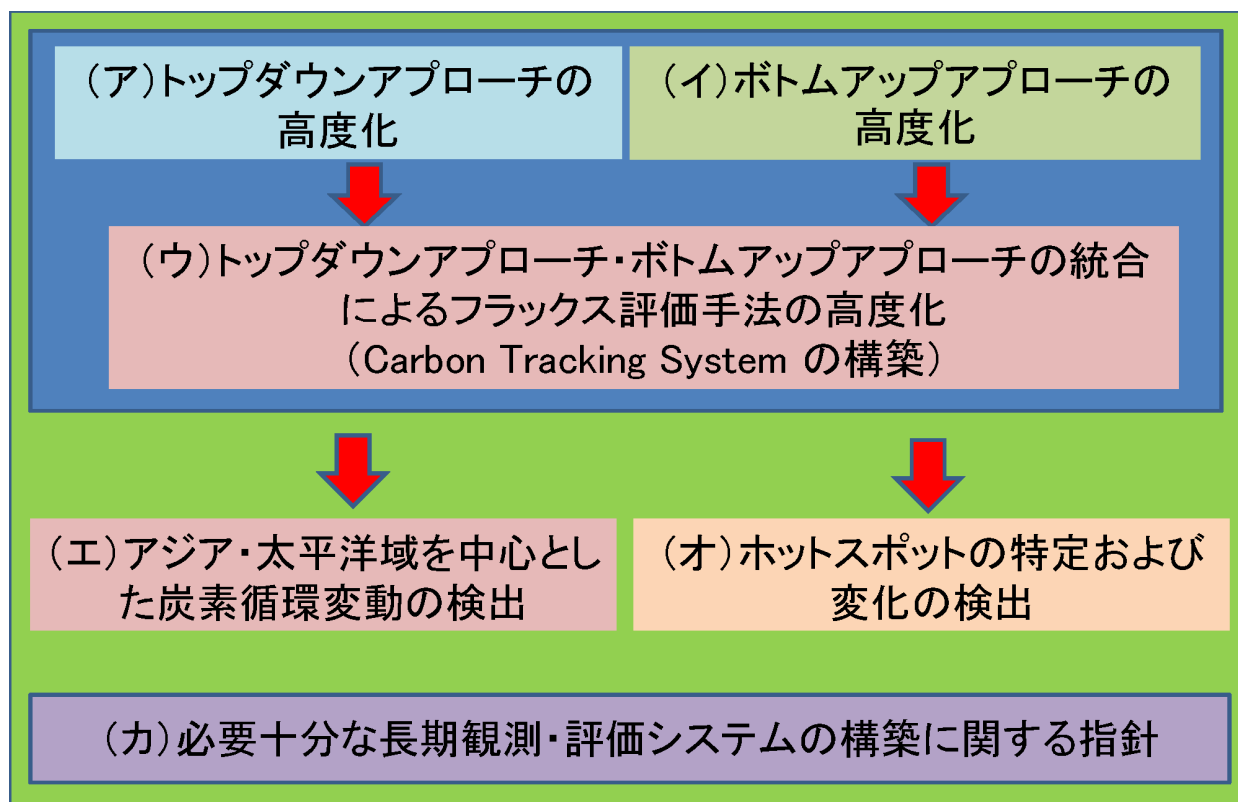 （ア）トップダウンアプローチの
高度化
（イ）ボトムアップアプローチの
高度化
（ウ）トップダウンアプローチ・ボトムアップアプローチの統合
によるフラックス評価手法の高度化
（Carbon Tracking System の構築）
（エ）アジア・太平洋域を中心とし
た炭素循環変動の検出
（オ）ホットスポットの特定および
変化の検出
（カ）必要十分な長期観測・評価システムの構築に関する指針